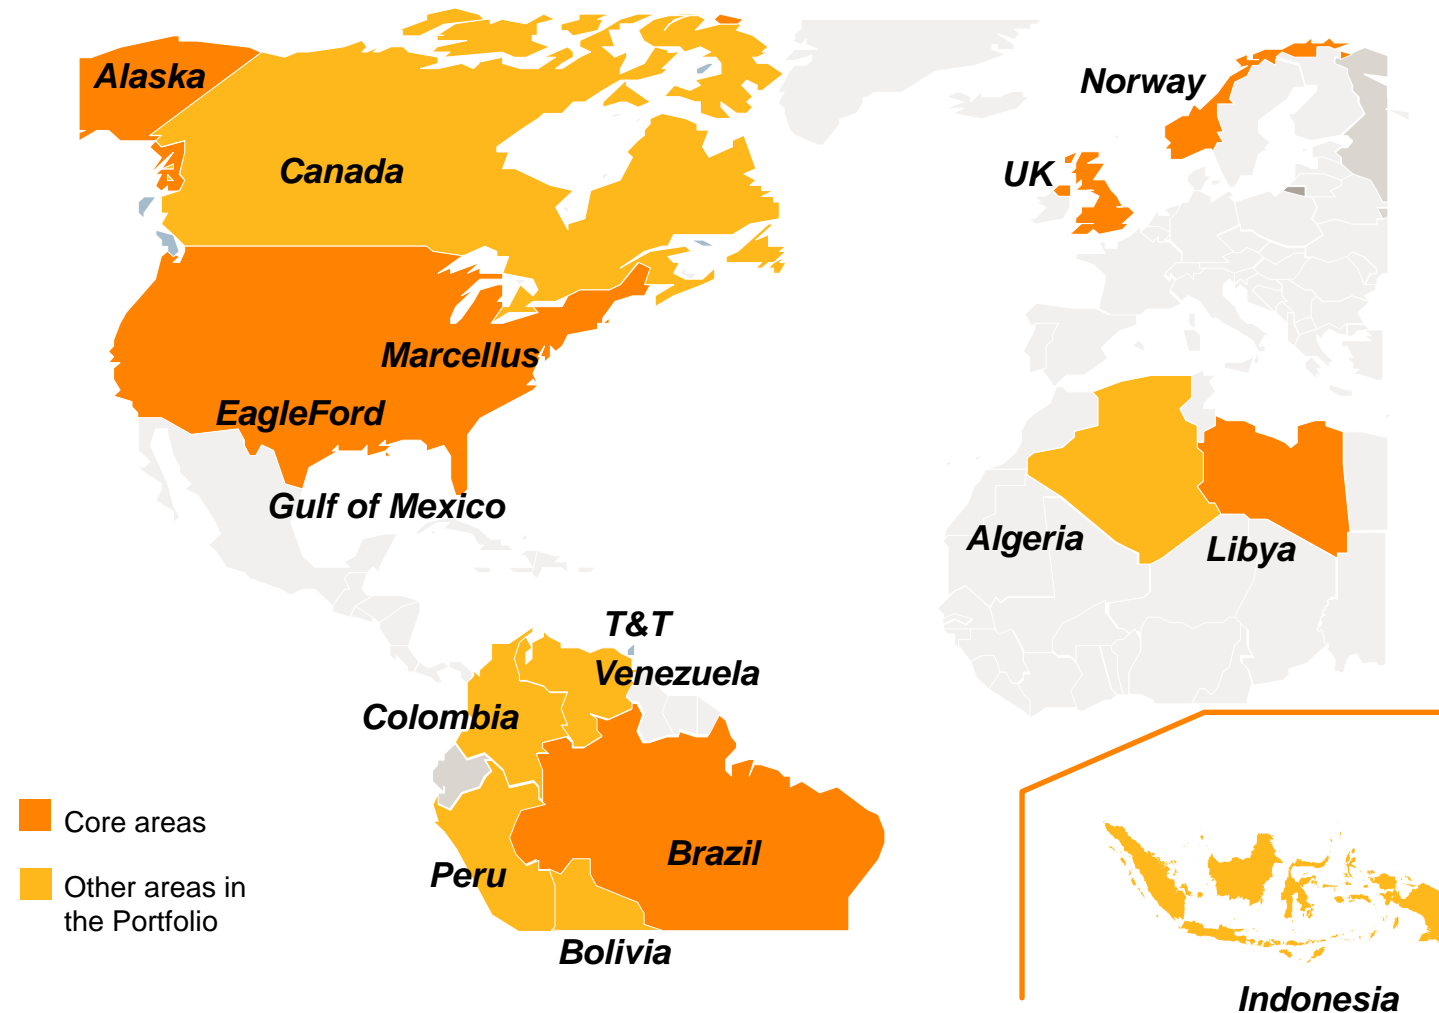 Alaska
Norway
Canada
UK
Marcellus
EagleFord
Gulf of Mexico
Algeria
Libya
T&T
Venezuela
Colombia
Core areas
Brazil
Peru
Other areas in
the Portfolio
Bolivia
Indonesia